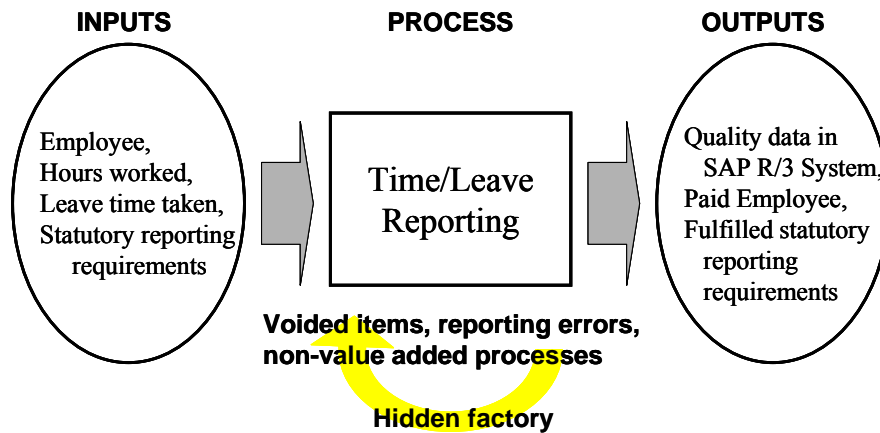 INPUTS
PROCESS
OUTPUTS
Employee,
Hours worked,
Leave time taken,
Statutory reporting
requirements
Time/Leave
Reporting
Quality data in
SAP R/3 System,
Paid Employee,
Fulfilled statutory
reporting
requirements
Voided items, reporting errors,
non-value added processes
Hidden factory